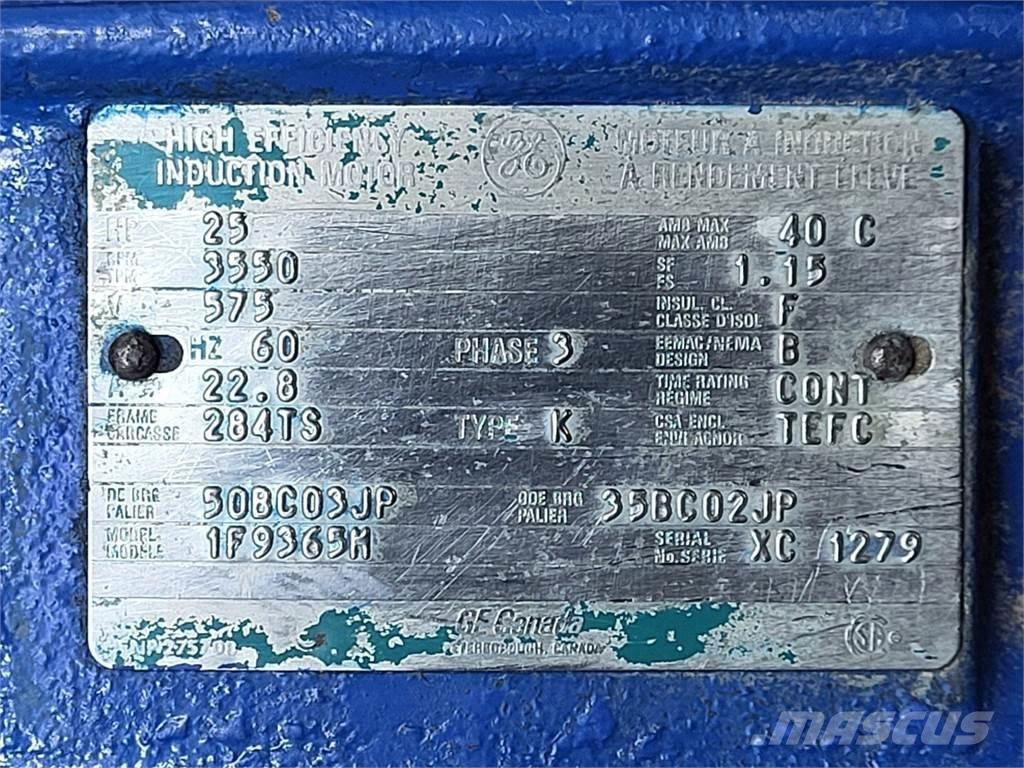 HIGH EFFICIENCY MOTEUR A INDUCTION
INDUCTION MOTOR A RENDEMENT ELEVE
HP 25 AMB MAX MAX AMB 40 C
RPM TPM 3550 SF FS 1.15
V 575 INSUL. CL. CLASSE D'ISOL F
HZ 60 PHASE 3 EEMAC/NEMA DESIGN B
22.8 TIME RATING REGIME CONT
FRAME CARCASSE 284TS TYPE K CSA ENCL TEFC
DE BRG PALIER 50BC03JP ODE BRG PALIER 35BC02JP
MODEL MODELE 1F9365M SERIAL No. SERIE XC 1279
GE Canada
PETERBOROUGH, CANADA
MASCUS